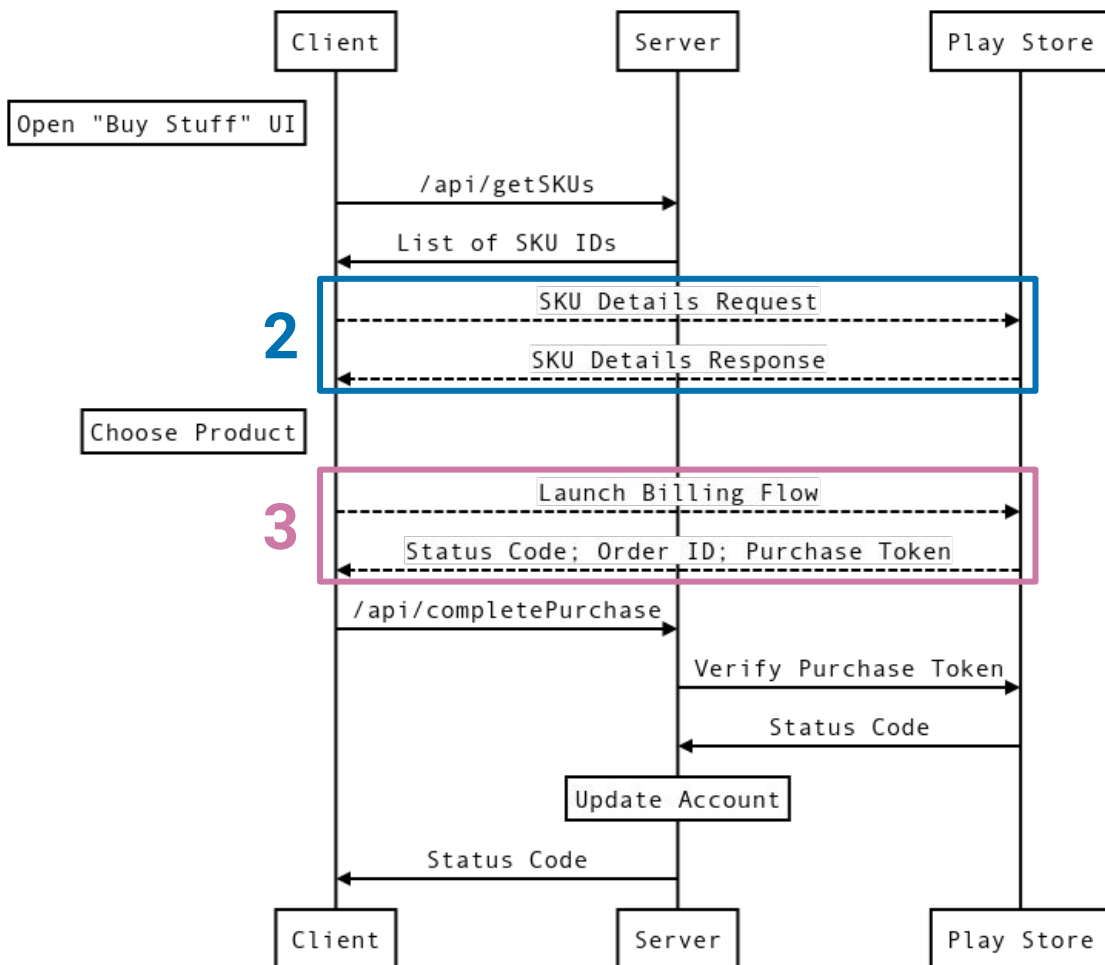 Client
Server
Play Store
Open "Buy Stuff" UI
/api/getSKUs
List of SKU IDs
2
SKU Details Request
SKU Details Response
Choose Product
3
Launch Billing Flow
Status Code; Order ID; Purchase Token
/api/completePurchase
Verify Purchase Token
Status Code
Update Account
Status Code
Client
Server
Play Store